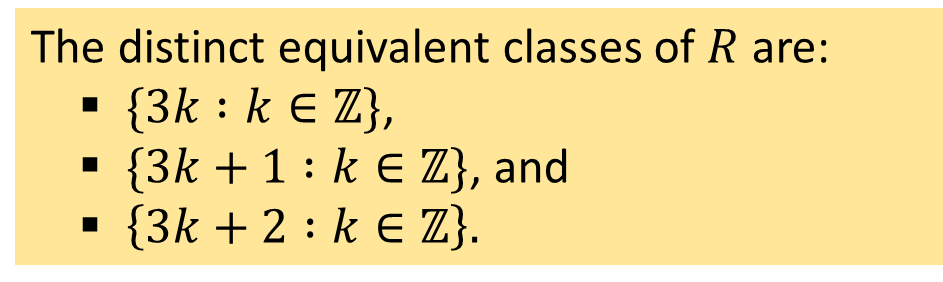 The distinct equivalent classes of R are:
▪ {3k : k ∈ ℤ},
▪ {3k + 1 : k ∈ ℤ}, and
▪ {3k + 2 : k ∈ ℤ}.